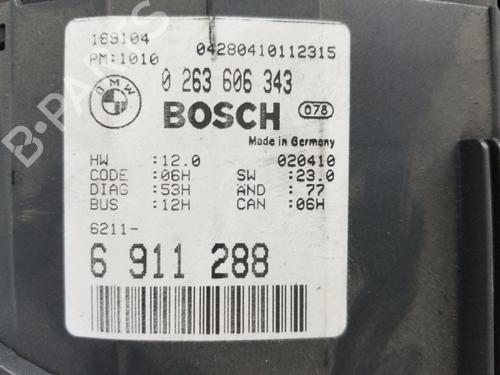 169104 04280410112315
PM:1010
BMW 0 263 606 343
BOSCH 078
Made in Germany
HW :12.0 020410
CODE :06H SW :23.0
DIAG :53H AND : 77
BUS :12H CAN :06H
6211-
6 911 288
B-PARTS